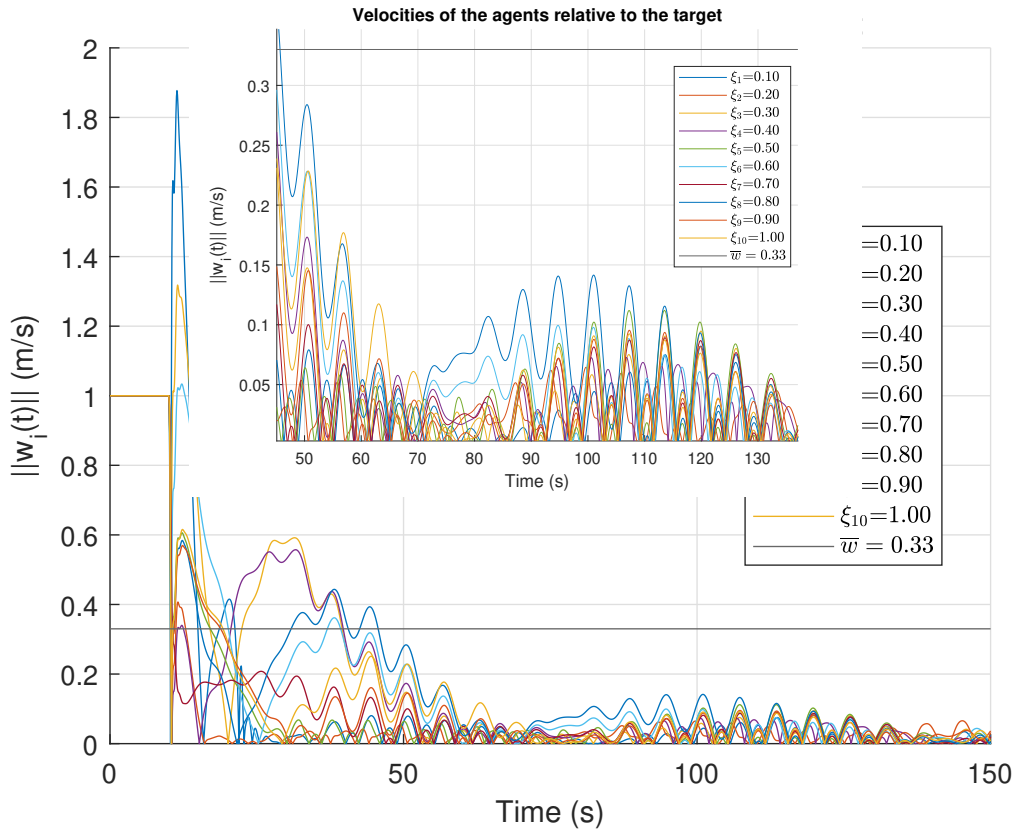 Velocities of the agents relative to the target
2
1.8
1.6
1.4
1.2
1
0.8
0.6
0.4
0.2
0
||w_i(t)|| (m/s)
0
50
100
150
Time (s)
0.3
0.25
0.2
0.15
0.1
0.05
||w_i(t)|| (m/s)
50
60
70
80
90
100
110
120
130
Time (s)
ξ₁=0.10
ξ₂=0.20
ξ₃=0.30
ξ₄=0.40
ξ₅=0.50
ξ₆=0.60
ξ₇=0.70
ξ₈=0.80
ξ₉=0.90
ξ₁₀=1.00
w̅ = 0.33
=0.10
=0.20
=0.30
=0.40
=0.50
=0.60
=0.70
=0.80
=0.90
ξ₁₀=1.00
w̅ = 0.33